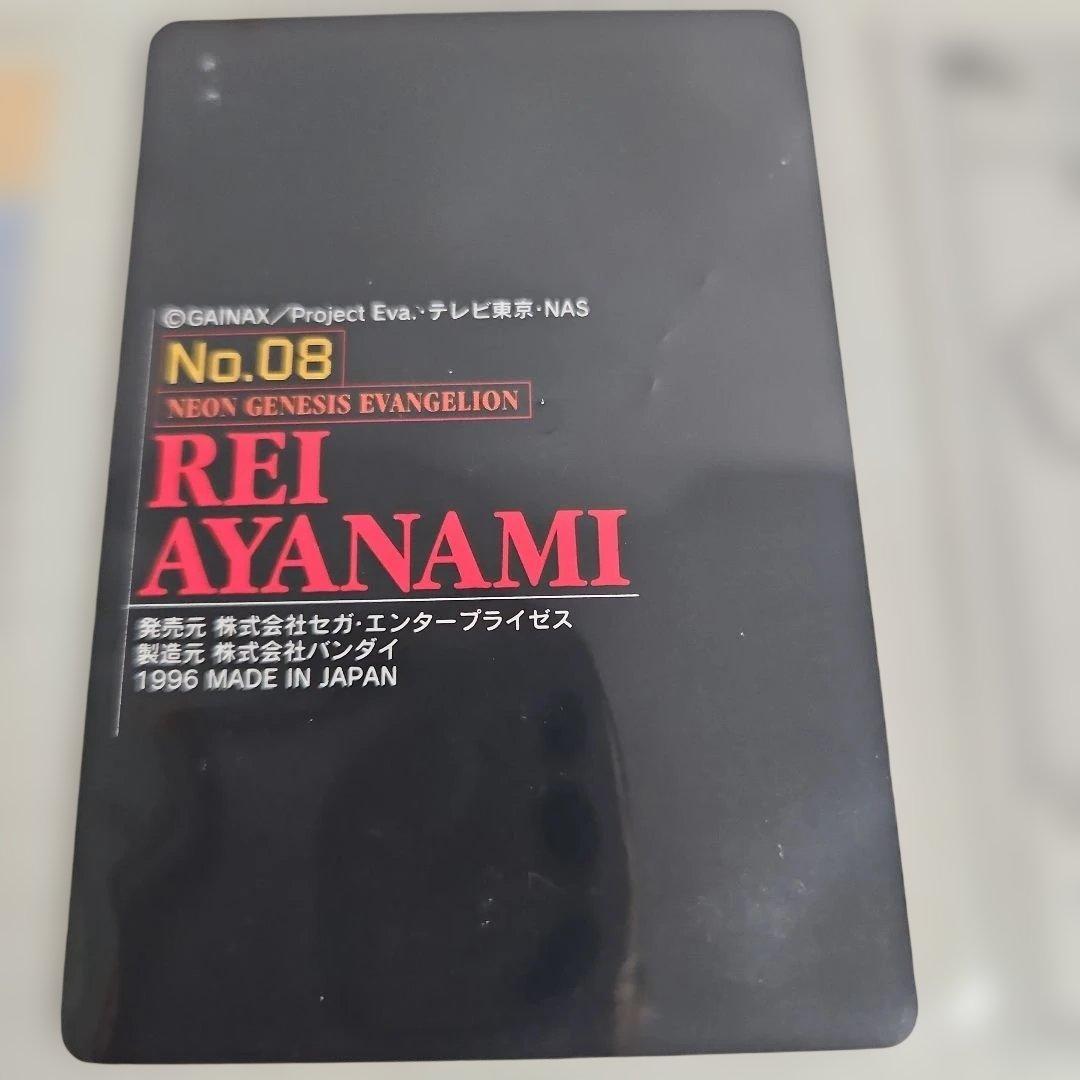 ©GAINAX／Project Eva.・テレビ東京・NAS
No.08
NEON GENESIS EVANGELION
REI
AYANAMI
発売元 株式会社セガ・エンタープライゼス
製造元 株式会社バンダイ
1996 MADE IN JAPAN